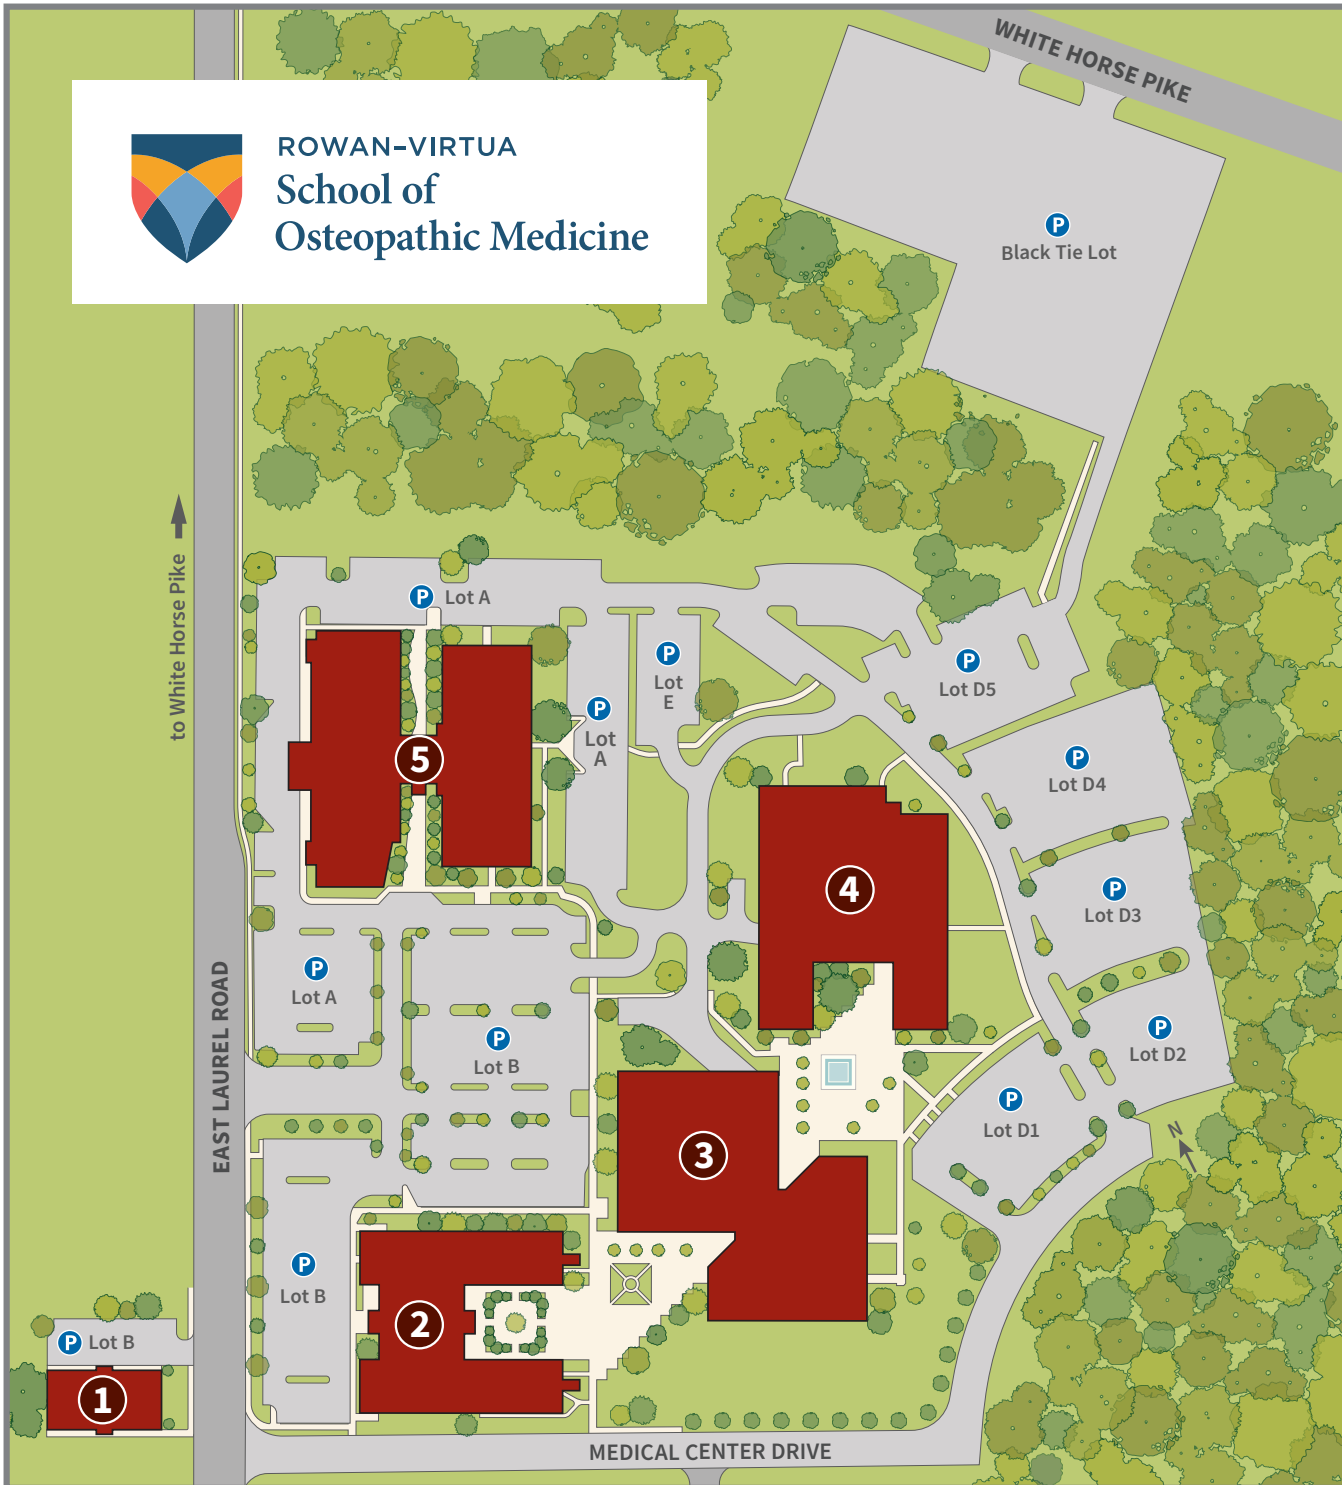 WHITE HORSE PIKE
ROWAN–VIRTUA
School of
Osteopathic Medicine
P
Black Tie Lot
to White Horse Pike
P Lot A
P
Lot
E
P
Lot D5
P
Lot
A
5
P
Lot D4
4
P
Lot D3
EAST LAUREL ROAD
P
Lot A
P
Lot B
P
Lot D2
P
Lot D1
N
3
P
Lot B
2
P Lot B
1
MEDICAL CENTER DRIVE